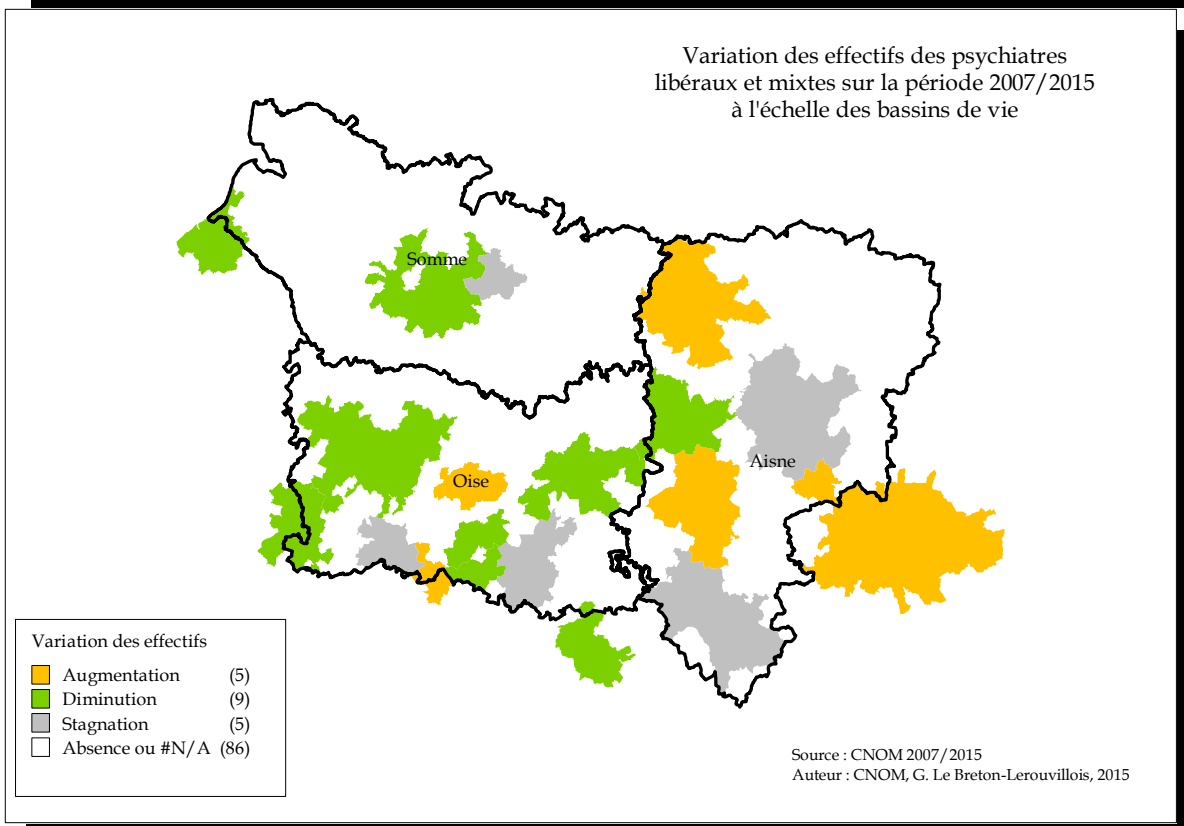 Variation des effectifs des psychiatres
libéraux et mixtes sur la période 2007/2015
à l'échelle des bassins de vie
Somme
Aisne
Oise
Variation des effectifs
Augmentation (5)
Diminution (9)
Stagnation (5)
Absence ou #N/A (86)
Source : CNOM 2007/2015
Auteur : CNOM, G. Le Breton-Lerouvillois, 2015